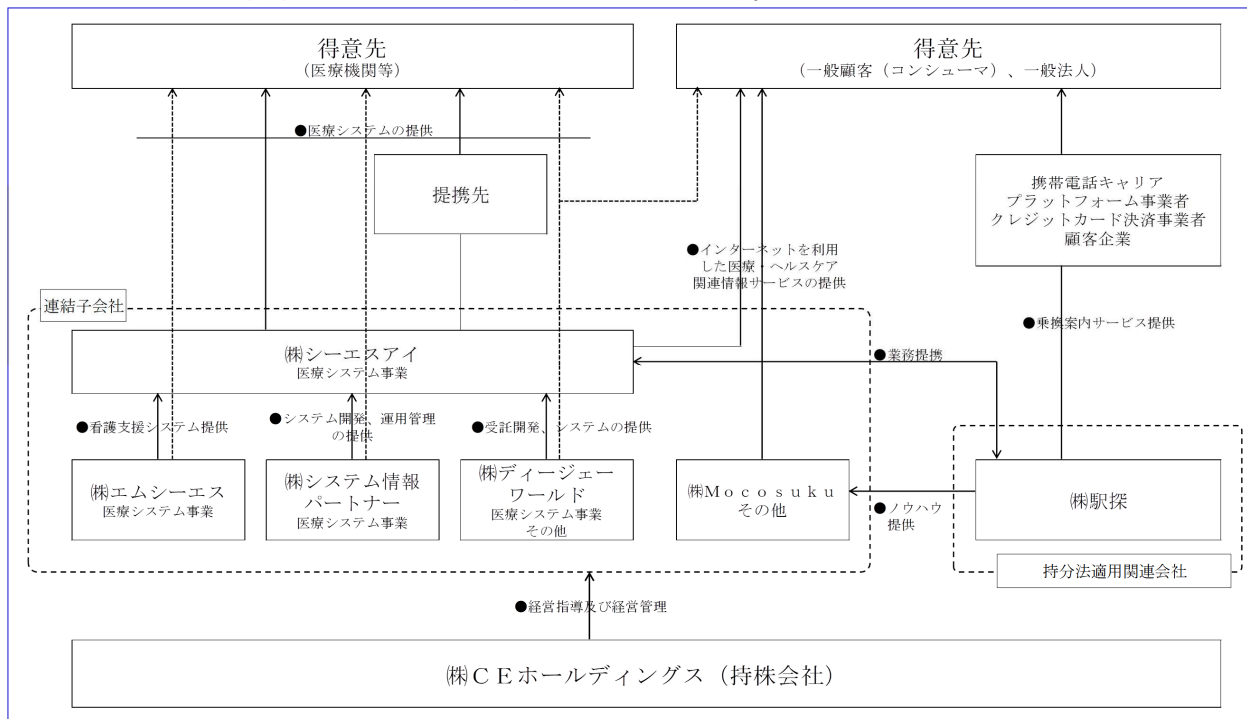 得意先
（医療機関等）
得意先
（一般顧客（コンシューマ）、一般法人）
●医療システムの提供
提携先
携帯電話キャリア
プラットフォーム事業者
クレジットカード決済事業者
顧客企業
●インターネットを利用
した医療・ヘルスケア
関連情報サービスの提供
連結子会社
●乗換案内サービス提供
㈱シーエスアイ
医療システム事業
●業務提携
●看護支援システム提供
●システム開発、運用管理
の提供
●受託開発、システムの提供
㈱エムシーエス
医療システム事業
㈱システム情報
パートナー
医療システム事業
㈱ディージェー
ワールド
医療システム事業
その他
㈱Ｍｏｃｏｓｕｋｕ
その他
●ノウハウ
提供
㈱駅探
持分法適用関連会社
●経営指導及び経営管理
㈱ＣＥホールディングス（持株会社）